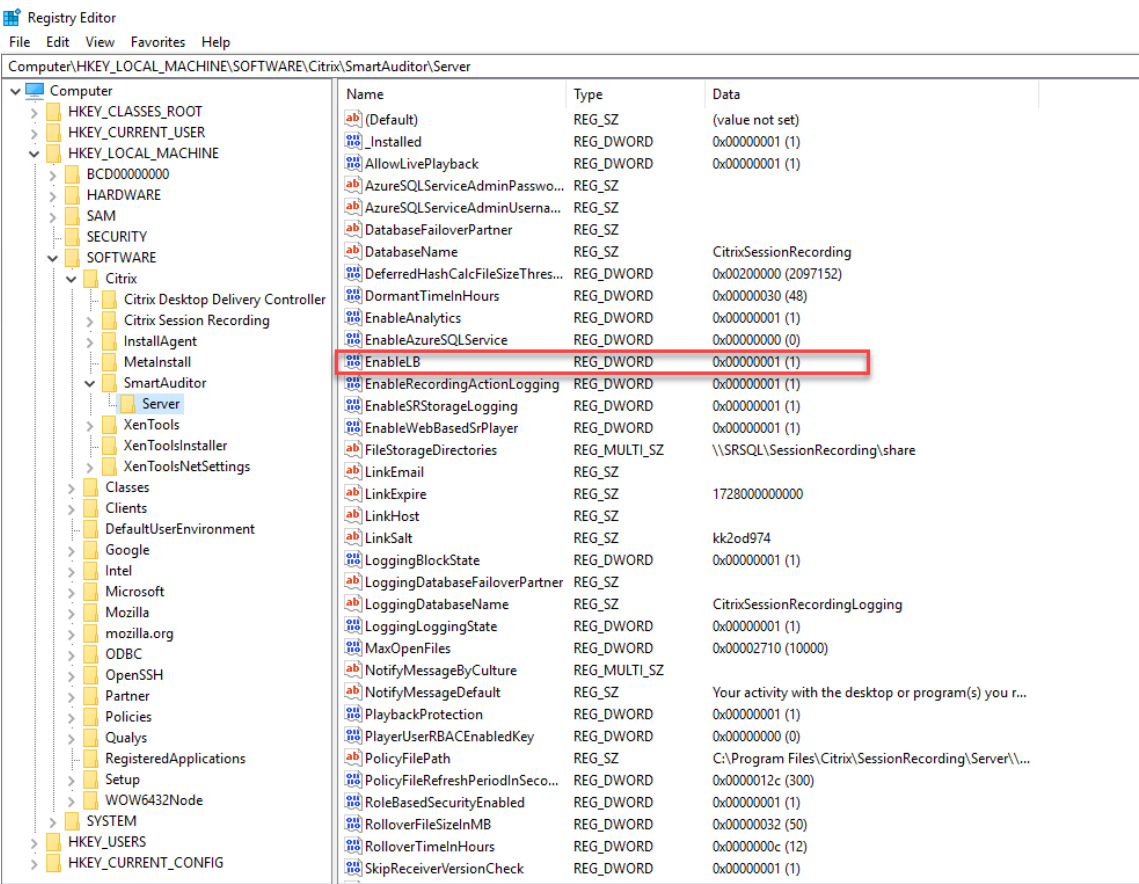 Registry Editor
File Edit View Favorites Help
Computer\HKEY_LOCAL_MACHINE\SOFTWARE\Citrix\SmartAuditor\Server
Computer
HKEY_CLASSES_ROOT
HKEY_CURRENT_USER
HKEY_LOCAL_MACHINE
BCD00000000
HARDWARE
SAM
SECURITY
SOFTWARE
Citrix
Citrix Desktop Delivery Controller
Citrix Session Recording
InstallAgent
MetaInstall
SmartAuditor
Server
XenTools
XenToolsInstaller
XenToolsNetSettings
Classes
Clients
DefaultUserEnvironment
Google
Intel
Microsoft
Mozilla
mozilla.org
ODBC
OpenSSH
Partner
Policies
Qualys
RegisteredApplications
Setup
WOW6432Node
SYSTEM
HKEY_USERS
HKEY_CURRENT_CONFIG
Name Type Data
(Default) REG_SZ (value not set)
_Installed REG_DWORD 0x00000001 (1)
AllowLivePlayback REG_DWORD 0x00000001 (1)
AzureSQLServiceAdminPasswo... REG_SZ
AzureSQLServiceAdminUserna... REG_SZ
DatabaseFailoverPartner REG_SZ
DatabaseName REG_SZ CitrixSessionRecording
DeferredHashCalcFileSizeThres... REG_DWORD 0x00200000 (2097152)
DormantTimeInHours REG_DWORD 0x00000030 (48)
EnableAnalytics REG_DWORD 0x00000001 (1)
EnableAzureSQLService REG_DWORD 0x00000000 (0)
EnableLB REG_DWORD 0x00000001 (1)
EnableRecordingActionLogging REG_DWORD 0x00000001 (1)
EnableSRStorageLogging REG_DWORD 0x00000001 (1)
EnableWebBasedSrPlayer REG_DWORD 0x00000001 (1)
FileStorageDirectories REG_MULTI_SZ \\SRSQL\SessionRecording\share
LinkEmail REG_SZ
LinkExpire REG_SZ 1728000000000
LinkHost REG_SZ
LinkSalt REG_SZ kk2od974
LoggingBlockState REG_DWORD 0x00000001 (1)
LoggingDatabaseFailoverPartner REG_SZ
LoggingDatabaseName REG_SZ CitrixSessionRecordingLogging
LoggingLoggingState REG_DWORD 0x00000001 (1)
MaxOpenFiles REG_DWORD 0x00002710 (10000)
NotifyMessageByCulture REG_MULTI_SZ
NotifyMessageDefault REG_SZ Your activity with the desktop or program(s) you r...
PlaybackProtection REG_DWORD 0x00000001 (1)
PlayerUserRBACEnabledKey REG_DWORD 0x00000000 (0)
PolicyFilePath REG_SZ C:\Program Files\Citrix\SessionRecording\Server\\...
PolicyFileRefreshPeriodInSeco... REG_DWORD 0x0000012c (300)
RoleBasedSecurityEnabled REG_DWORD 0x00000001 (1)
RolloverFileSizeInMB REG_DWORD 0x00000032 (50)
RolloverTimeInHours REG_DWORD 0x0000000c (12)
SkipReceiverVersionCheck REG_DWORD 0x00000001 (1)